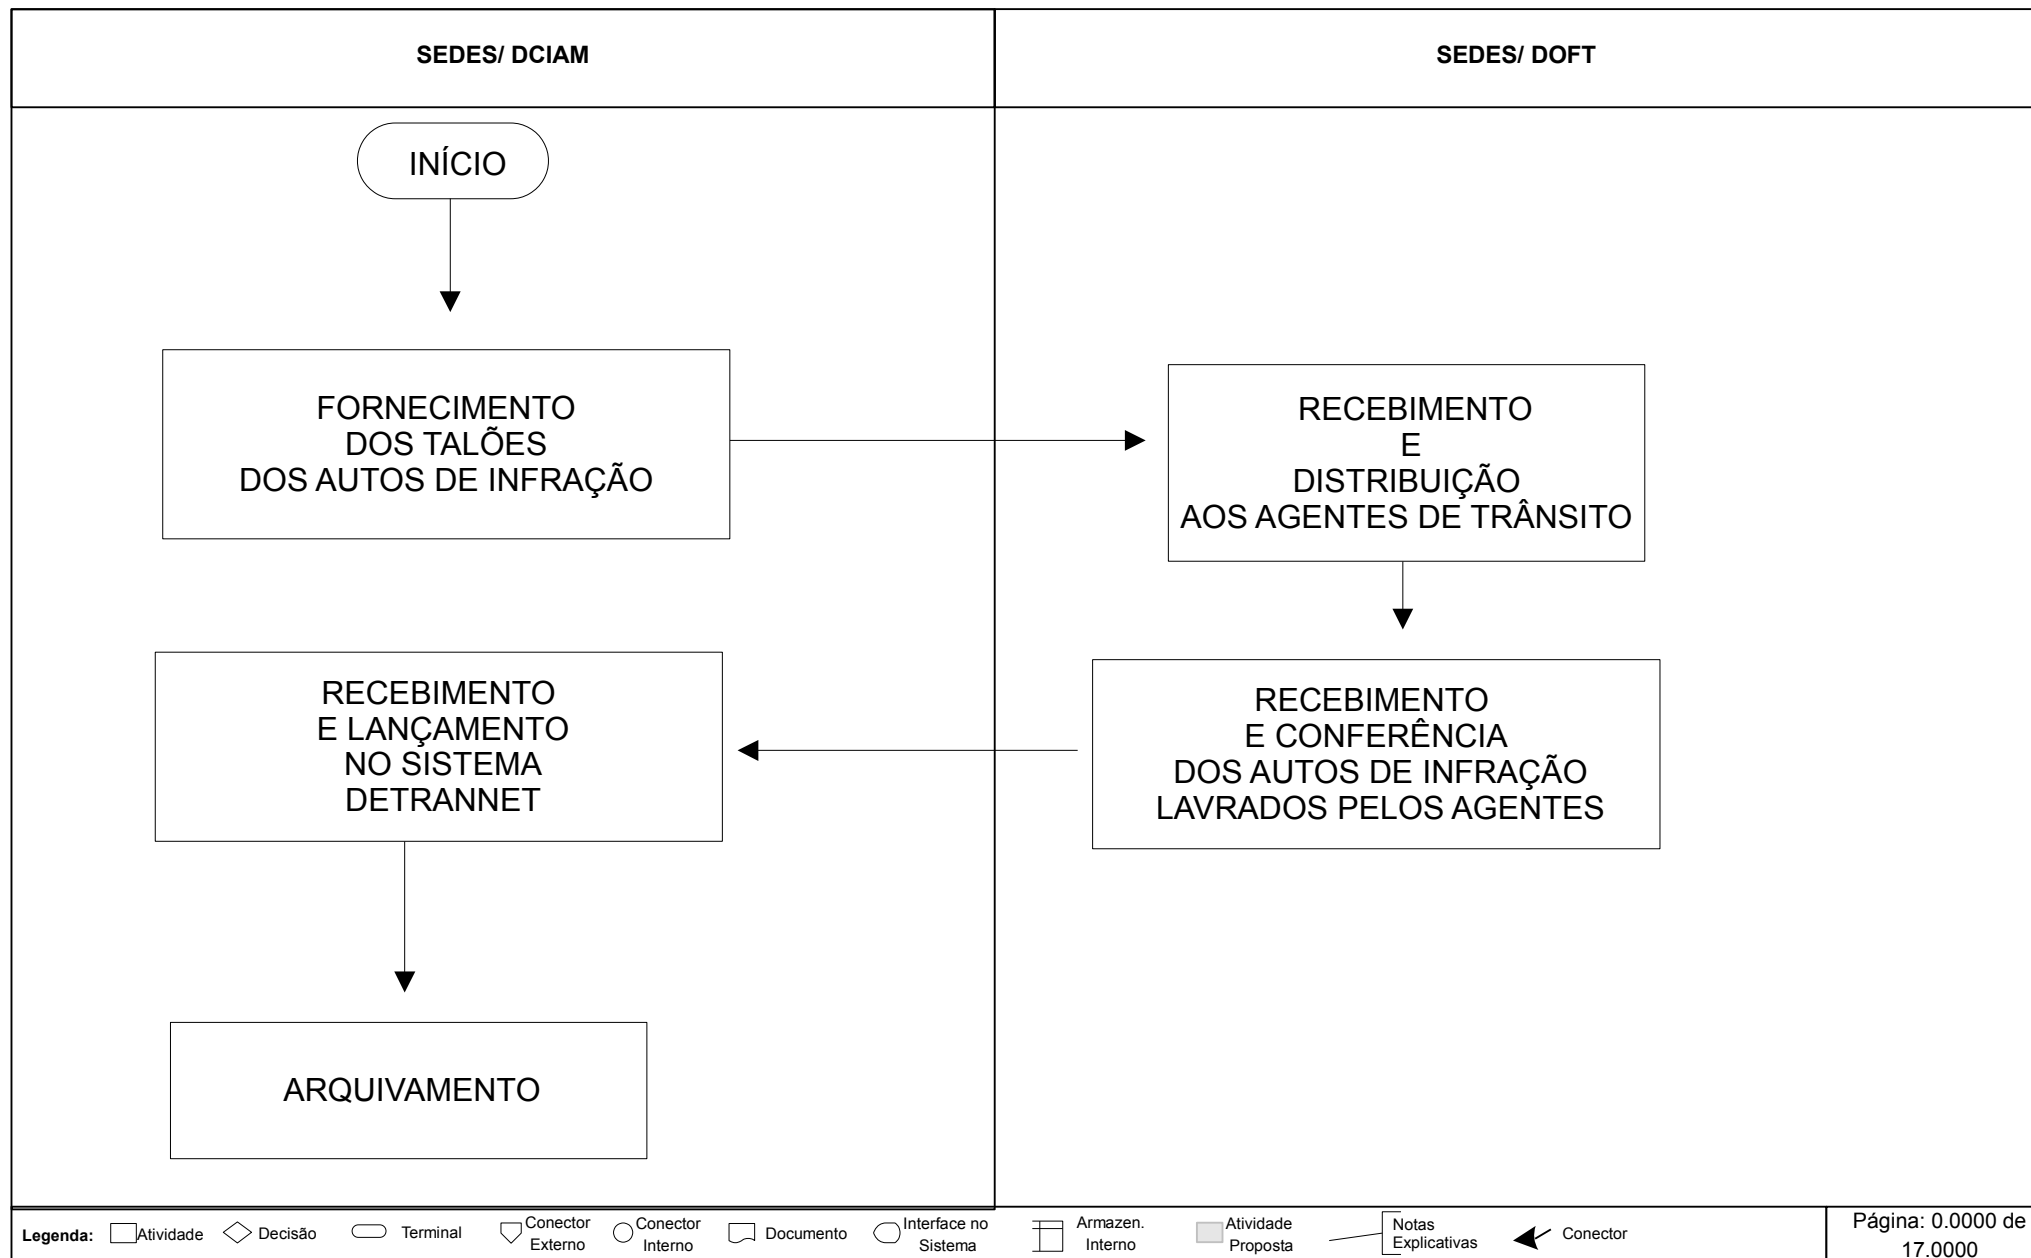 SEDES/ DCIAM
SEDES/ DOFT
INÍCIO
FORNECIMENTO
DOS TALÕES
DOS AUTOS DE INFRAÇÃO
RECEBIMENTO
E
DISTRIBUIÇÃO
AOS AGENTES DE TRÂNSITO
RECEBIMENTO
E CONFERÊNCIA
DOS AUTOS DE INFRAÇÃO
LAVRADOS PELOS AGENTES
RECEBIMENTO
E LANÇAMENTO
NO SISTEMA
DETRANNET
ARQUIVAMENTO
Legenda:
Atividade
Decisão
Terminal
Conector
Externo
Conector
Interno
Documento
Interface no
Sistema
Armazen.
Interno
Atividade
Proposta
Notas
Explicativas
Conector
Página: 0.0000 de
17.0000